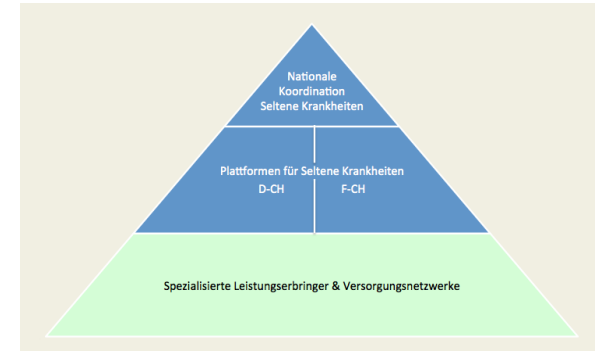 Nationale
Koordination
Seltene Krankheiten
Plattformen für Seltene Krankheiten
D-CH F-CH
Spezialisierte Leistungserbringer & Versorgungsnetzwerke